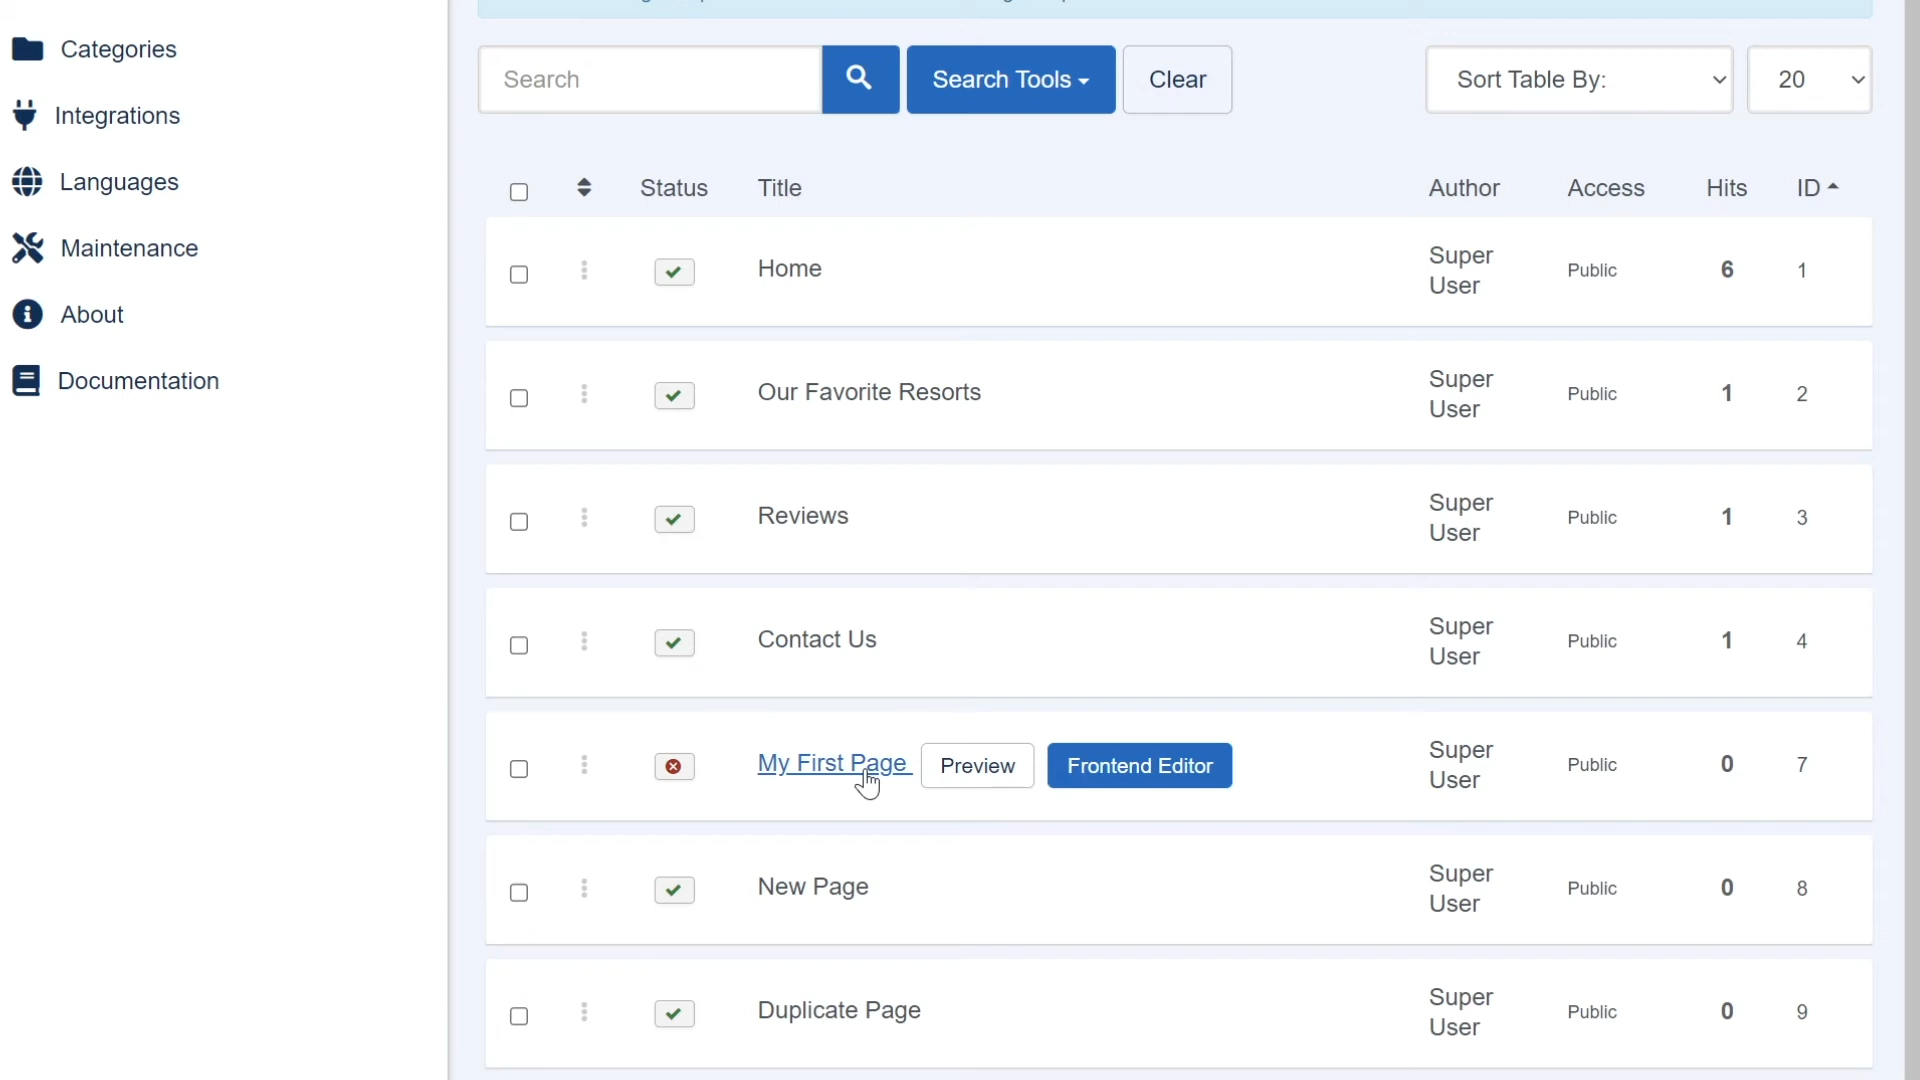 Categories
Integrations
Languages
Maintenance
About
Documentation
Search
Search Tools
Clear
Sort Table By:
20
Status Title Author Access Hits ID
Home Super User Public 6 1
Our Favorite Resorts Super User Public 1 2
Reviews Super User Public 1 3
Contact Us Super User Public 1 4
My First Page Preview Frontend Editor Super User Public 0 7
New Page Super User Public 0 8
Duplicate Page Super User Public 0 9